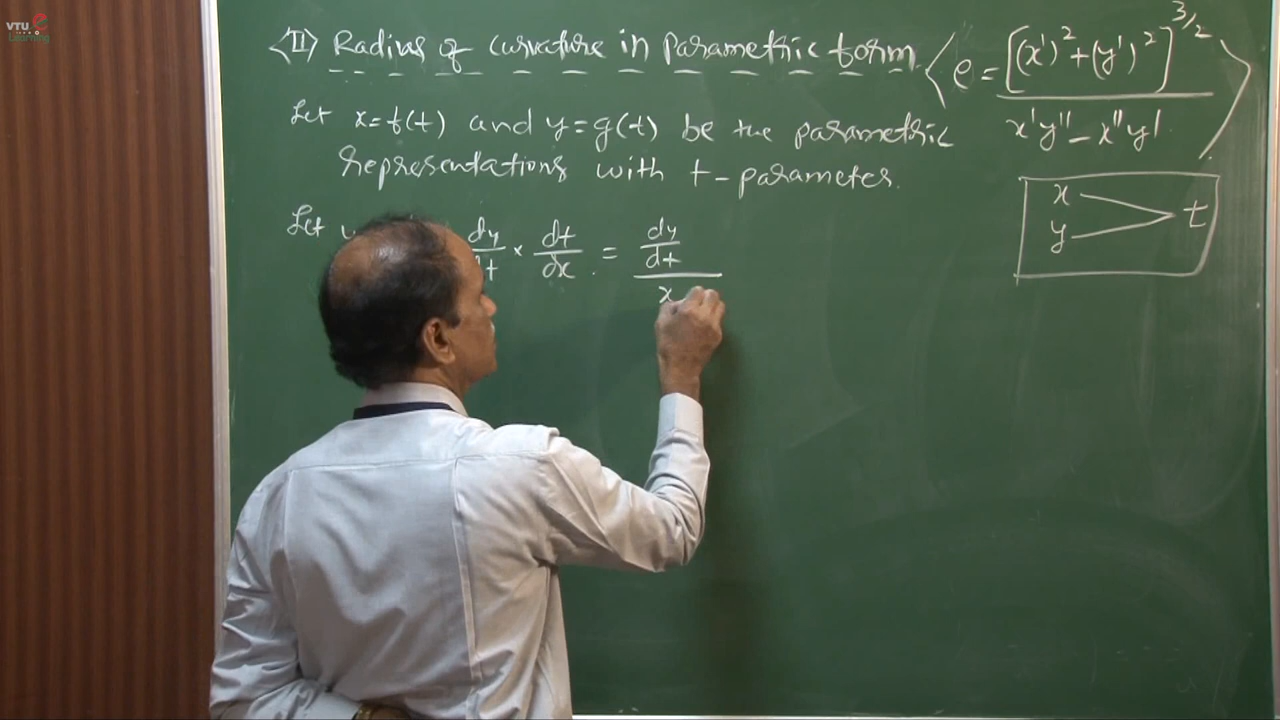 VTU e
Learning
<II> Radius of curvature in parametric form. < ρ = [(x')² + (y')²]^3/2 / x'y" - x"y' >
Let x=f(t) and y=g(t) be the parametric
representations with t-parameter.
x
y
t
Let dy/dt × dt/dx = dy/dt / x